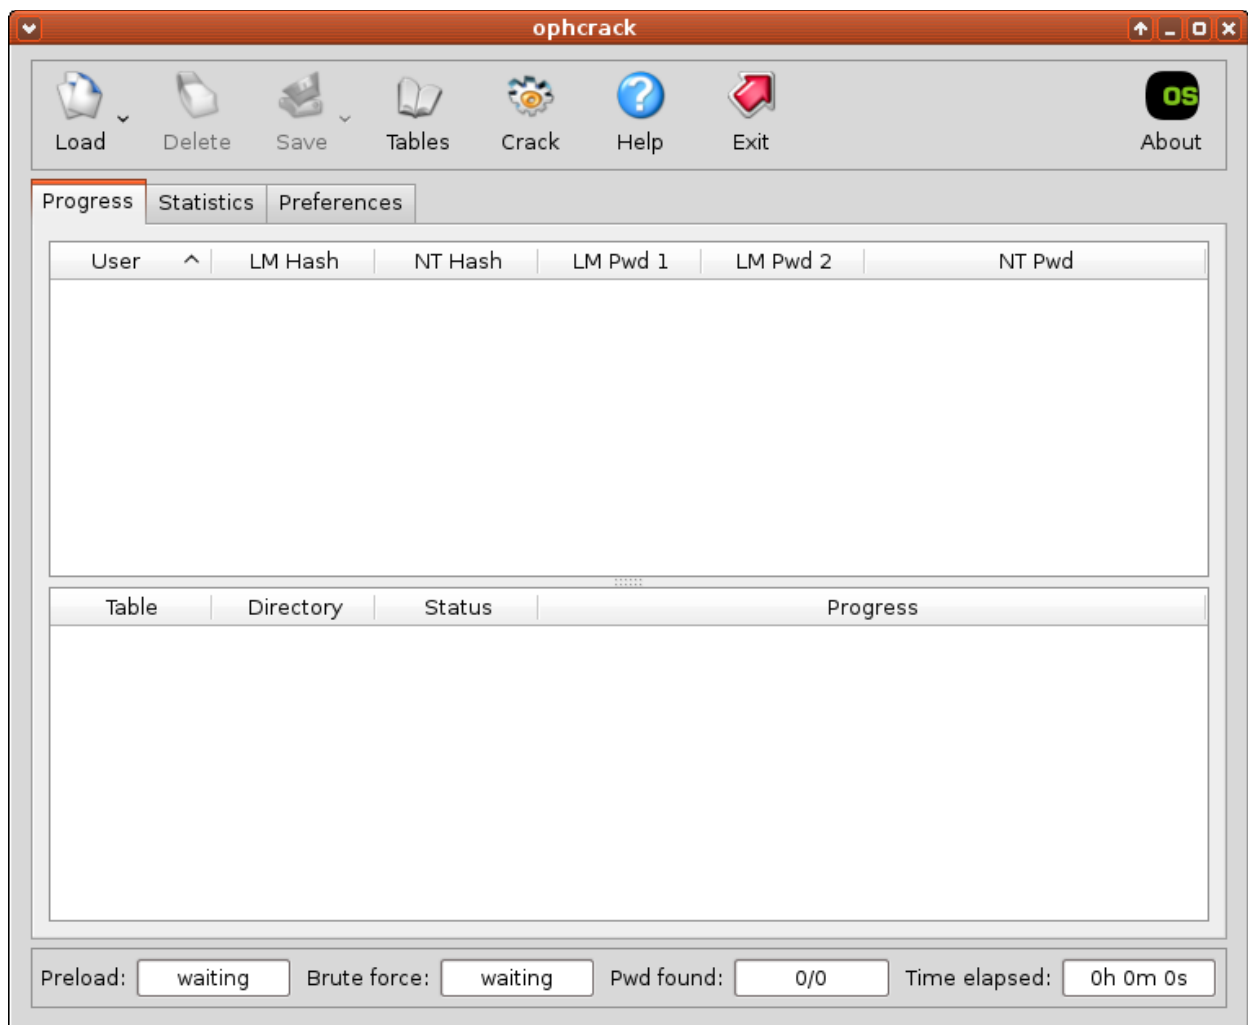 ophcrack
OS
Load Delete Save Tables Crack Help Exit About
Progress Statistics Preferences
User LM Hash NT Hash LM Pwd 1 LM Pwd 2 NT Pwd
Table Directory Status Progress
Preload: waiting Brute force: waiting Pwd found: 0/0 Time elapsed: 0h 0m 0s